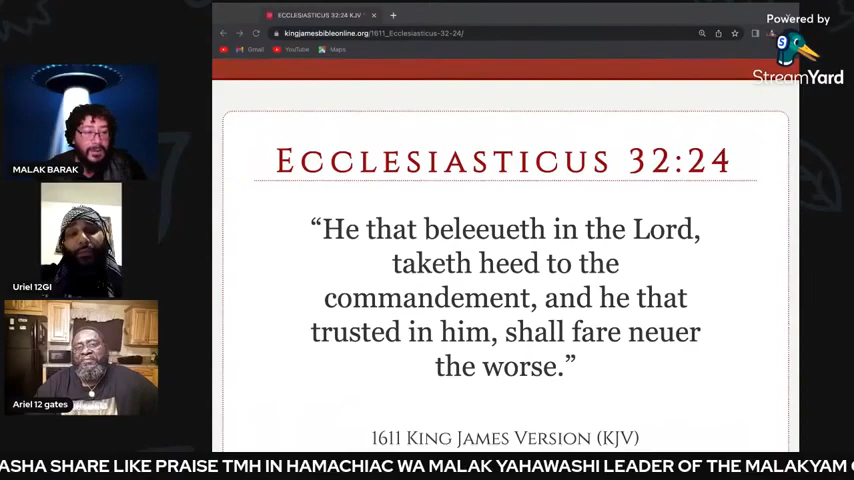 ECCLESIASTICUS 32:24 KJV
Powered by
kingjamesbibleonline.org/1611_Ecclesiasticus-32-24/
Gmail
YouTube
Maps
StreamYard
ECCLESIASTICUS 32:24
“He that beleeueth in the Lord,
taketh heed to the
commandement, and he that
trusted in him, shall fare neuer
the worse.”
1611 KING JAMES VERSION (KJV)
MALAK BARAK
Uriel 12GI
Ariel 12 gates
ASHA SHARE LIKE PRAISE TMH IN HAMACHIAC WA MALAK YAHAWASHI LEADER OF THE MALAKYAM